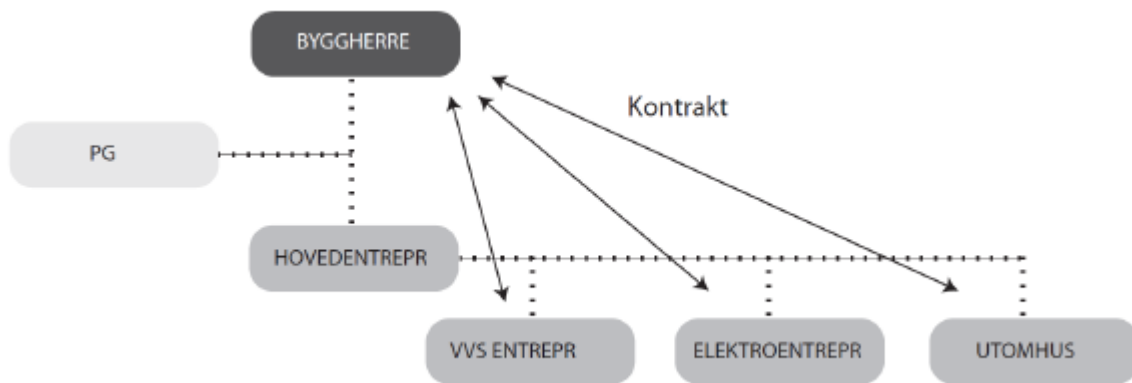 BYGGHERRE
Kontrakt
PG
HOVEDENTREPR
VVS ENTREPR
ELEKTROENTREPR
UTOMHUS